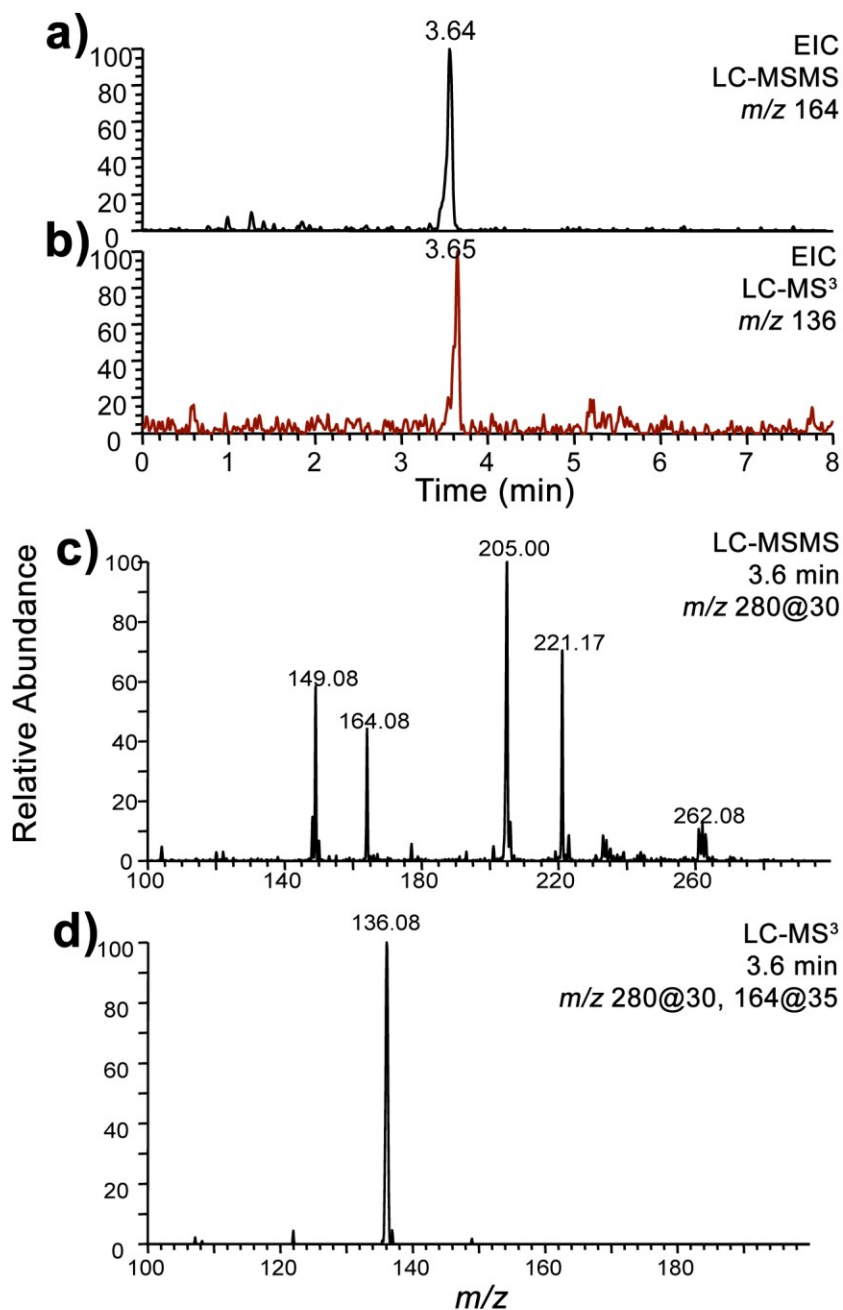 a)
3.64
EIC
LC-MSMS
m/z 164
100
80
60
40
20
0
b)
3.65
EIC
LC-MS³
m/z 136
100
80
60
40
20
0
0 1 2 3 4 5 6 7 8
Time (min)
Relative Abundance
c)
LC-MSMS
3.6 min
m/z 280@30
205.00
221.17
149.08
164.08
262.08
100
80
60
40
20
0
100 140 180 220 260
d)
136.08
LC-MS³
3.6 min
m/z 280@30, 164@35
100
80
60
40
20
0
100 120 140 160 180
m/z